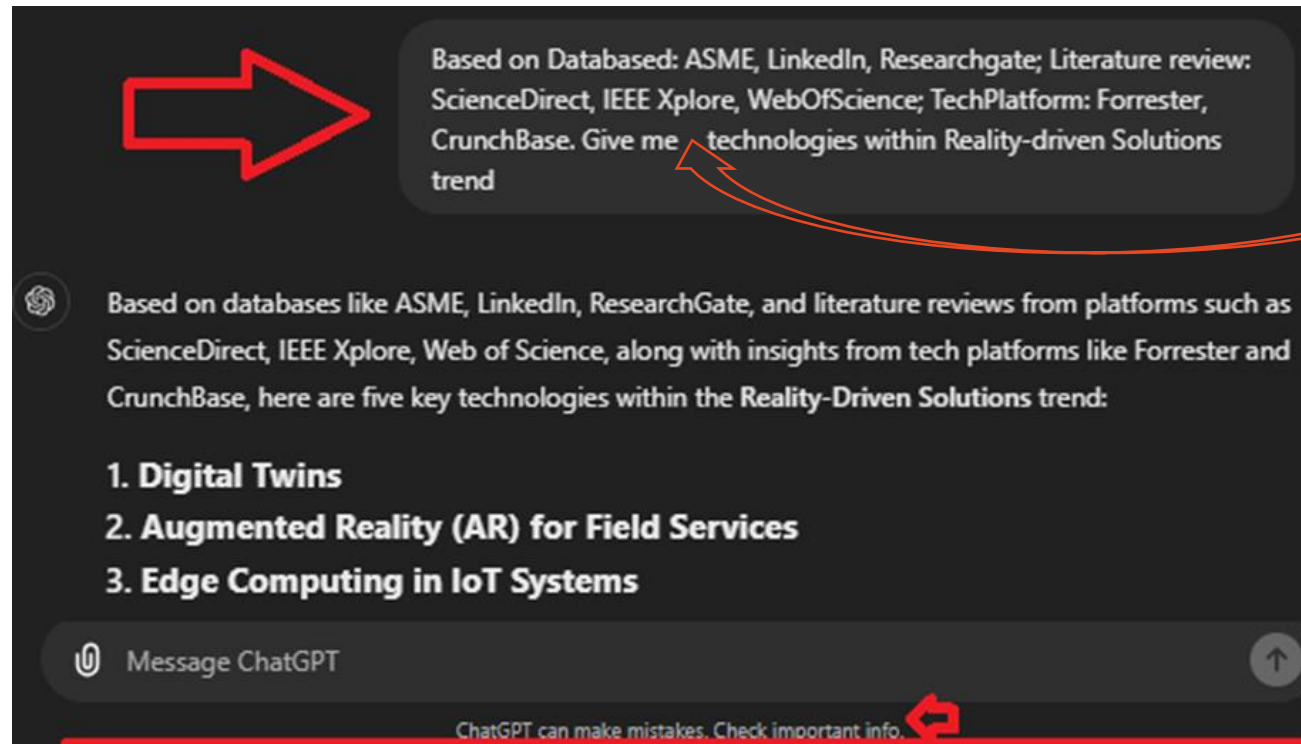 Based on Databased: ASME, LinkedIn, Researchgate; Literature review:
ScienceDirect, IEEE Xplore, WebOfScience; TechPlatform: Forrester,
CrunchBase. Give me technologies within Reality-driven Solutions
trend
Based on databases like ASME, LinkedIn, ResearchGate, and literature reviews from platforms such as
ScienceDirect, IEEE Xplore, Web of Science, along with insights from tech platforms like Forrester and
CrunchBase, here are five key technologies within the Reality-Driven Solutions trend:
1. Digital Twins
2. Augmented Reality (AR) for Field Services
3. Edge Computing in IoT Systems
Message ChatGPT
ChatGPT can make mistakes. Check important info.